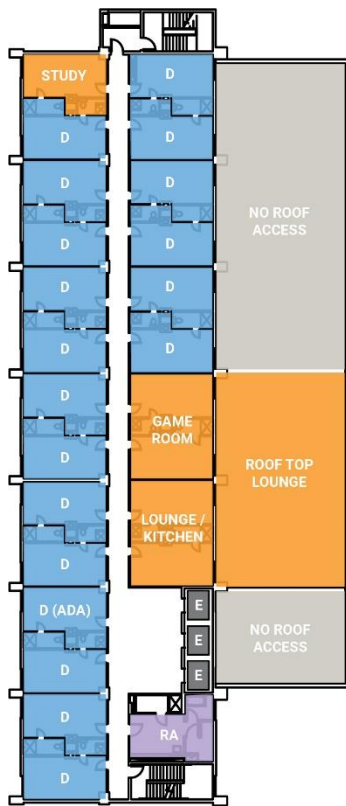 STUDY
D
D
D
D
D
D
NO ROOF
ACCESS
D
D
D
D
D
D
D
GAME
ROOM
ROOF TOP
LOUNGE
D
D
LOUNGE /
KITCHEN
D
D (ADA)
E
NO ROOF
ACCESS
E
D
E
D
RA
D